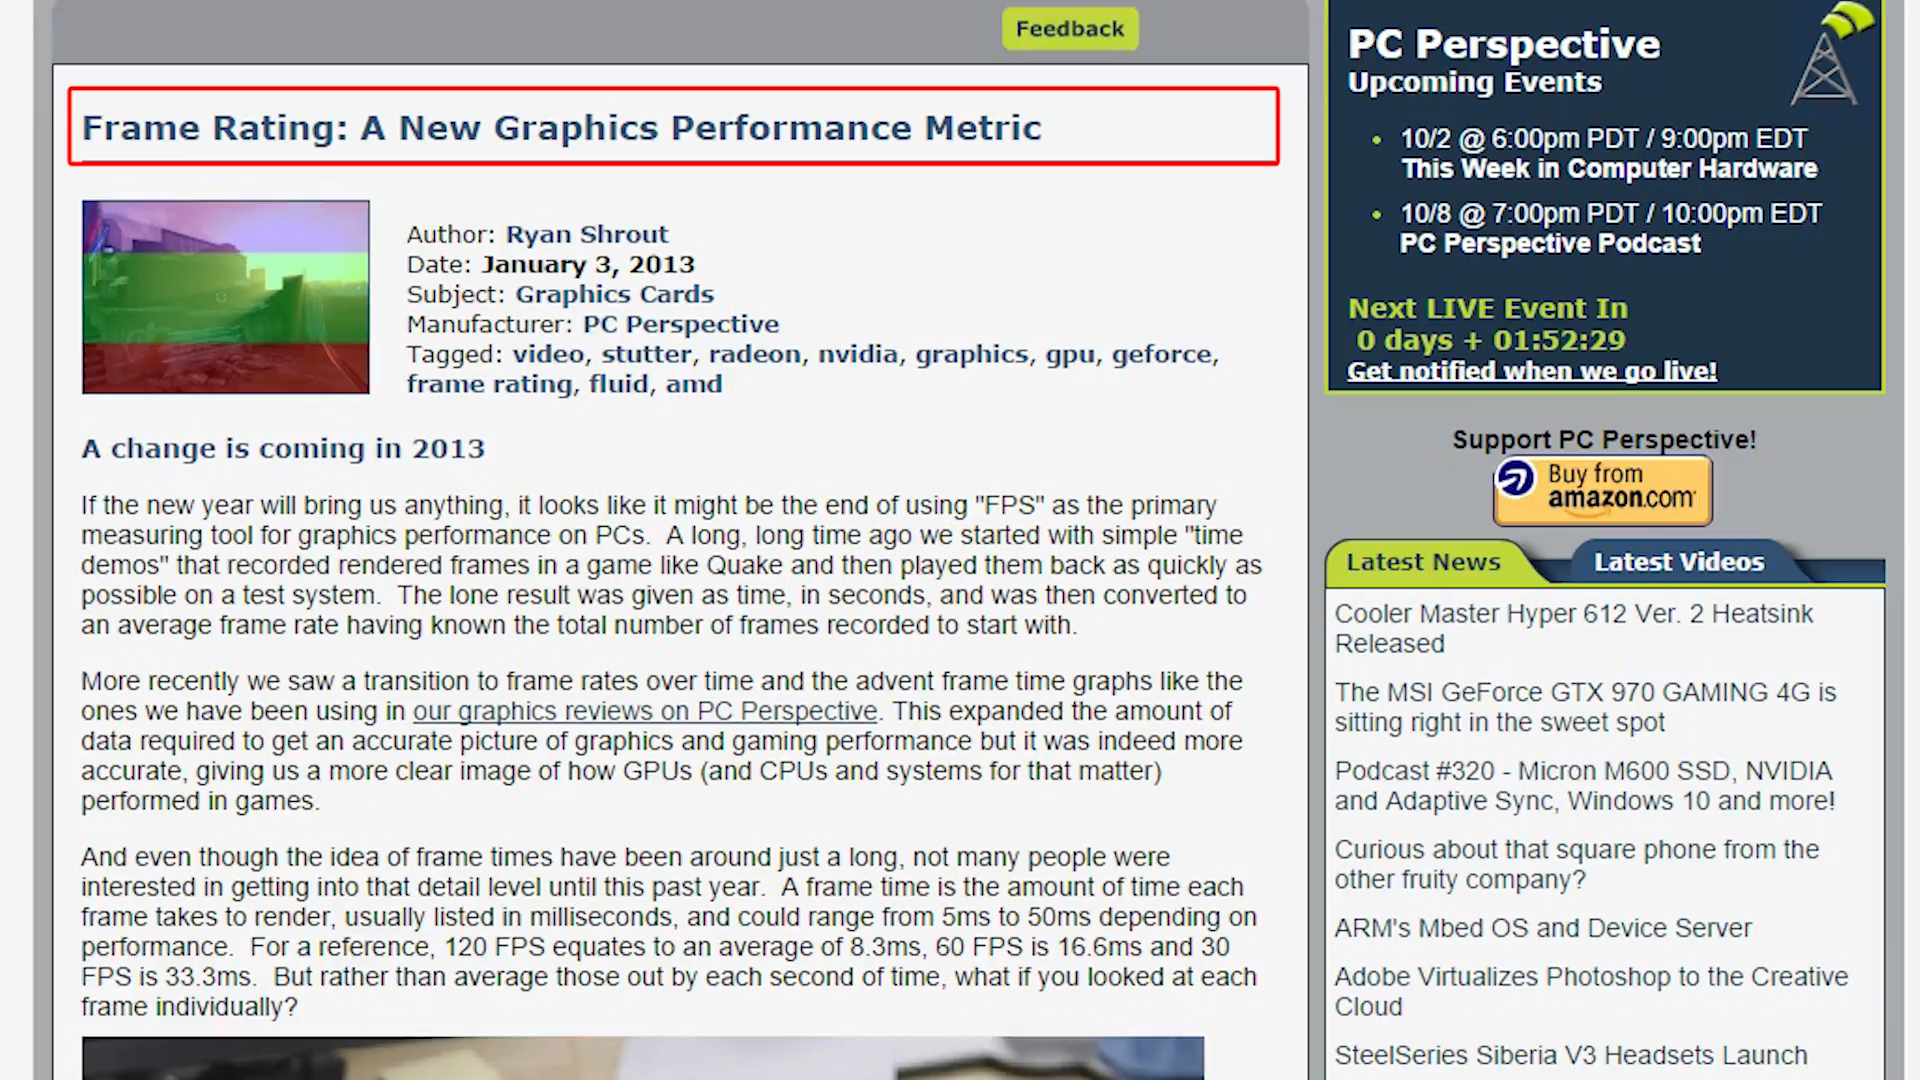 Feedback
Frame Rating: A New Graphics Performance Metric
Author: Ryan Shrout
Date: January 3, 2013
Subject: Graphics Cards
Manufacturer: PC Perspective
Tagged: video, stutter, radeon, nvidia, graphics, gpu, geforce,
frame rating, fluid, amd
A change is coming in 2013
If the new year will bring us anything, it looks like it might be the end of using "FPS" as the primary
measuring tool for graphics performance on PCs.  A long, long time ago we started with simple "time
demos" that recorded rendered frames in a game like Quake and then played them back as quickly as
possible on a test system.  The lone result was given as time, in seconds, and was then converted to
an average frame rate having known the total number of frames recorded to start with.
More recently we saw a transition to frame rates over time and the advent frame time graphs like the
ones we have been using in our graphics reviews on PC Perspective. This expanded the amount of
data required to get an accurate picture of graphics and gaming performance but it was indeed more
accurate, giving us a more clear image of how GPUs (and CPUs and systems for that matter)
performed in games.
And even though the idea of frame times have been around just a long, not many people were
interested in getting into that detail level until this past year.  A frame time is the amount of time each
frame takes to render, usually listed in milliseconds, and could range from 5ms to 50ms depending on
performance.  For a reference, 120 FPS equates to an average of 8.3ms, 60 FPS is 16.6ms and 30
FPS is 33.3ms.  But rather than average those out by each second of time, what if you looked at each
frame individually?
PC Perspective
Upcoming Events
• 10/2 @ 6:00pm PDT / 9:00pm EDT
This Week in Computer Hardware
• 10/8 @ 7:00pm PDT / 10:00pm EDT
PC Perspective Podcast
Next LIVE Event In
0 days + 01:52:29
Get notified when we go live!
Support PC Perspective!
Buy from
amazon.com
Latest News
Latest Videos
Cooler Master Hyper 612 Ver. 2 Heatsink
Released
The MSI GeForce GTX 970 GAMING 4G is
sitting right in the sweet spot
Podcast #320 - Micron M600 SSD, NVIDIA
and Adaptive Sync, Windows 10 and more!
Curious about that square phone from the
other fruity company?
ARM's Mbed OS and Device Server
Adobe Virtualizes Photoshop to the Creative
Cloud
SteelSeries Siberia V3 Headsets Launch